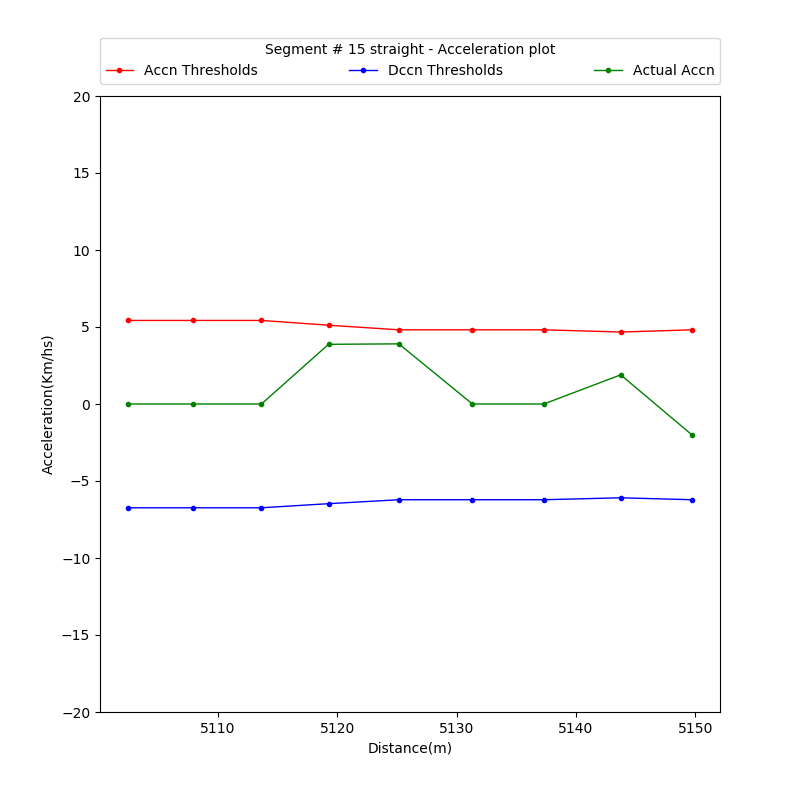 Segment # 15 straight - Acceleration plot
Accn Thresholds Dccn Thresholds Actual Accn
20
15
10
5
0
−5
−10
−15
−20
Acceleration(Km/hs)
5110 5120 5130 5140 5150
Distance(m)